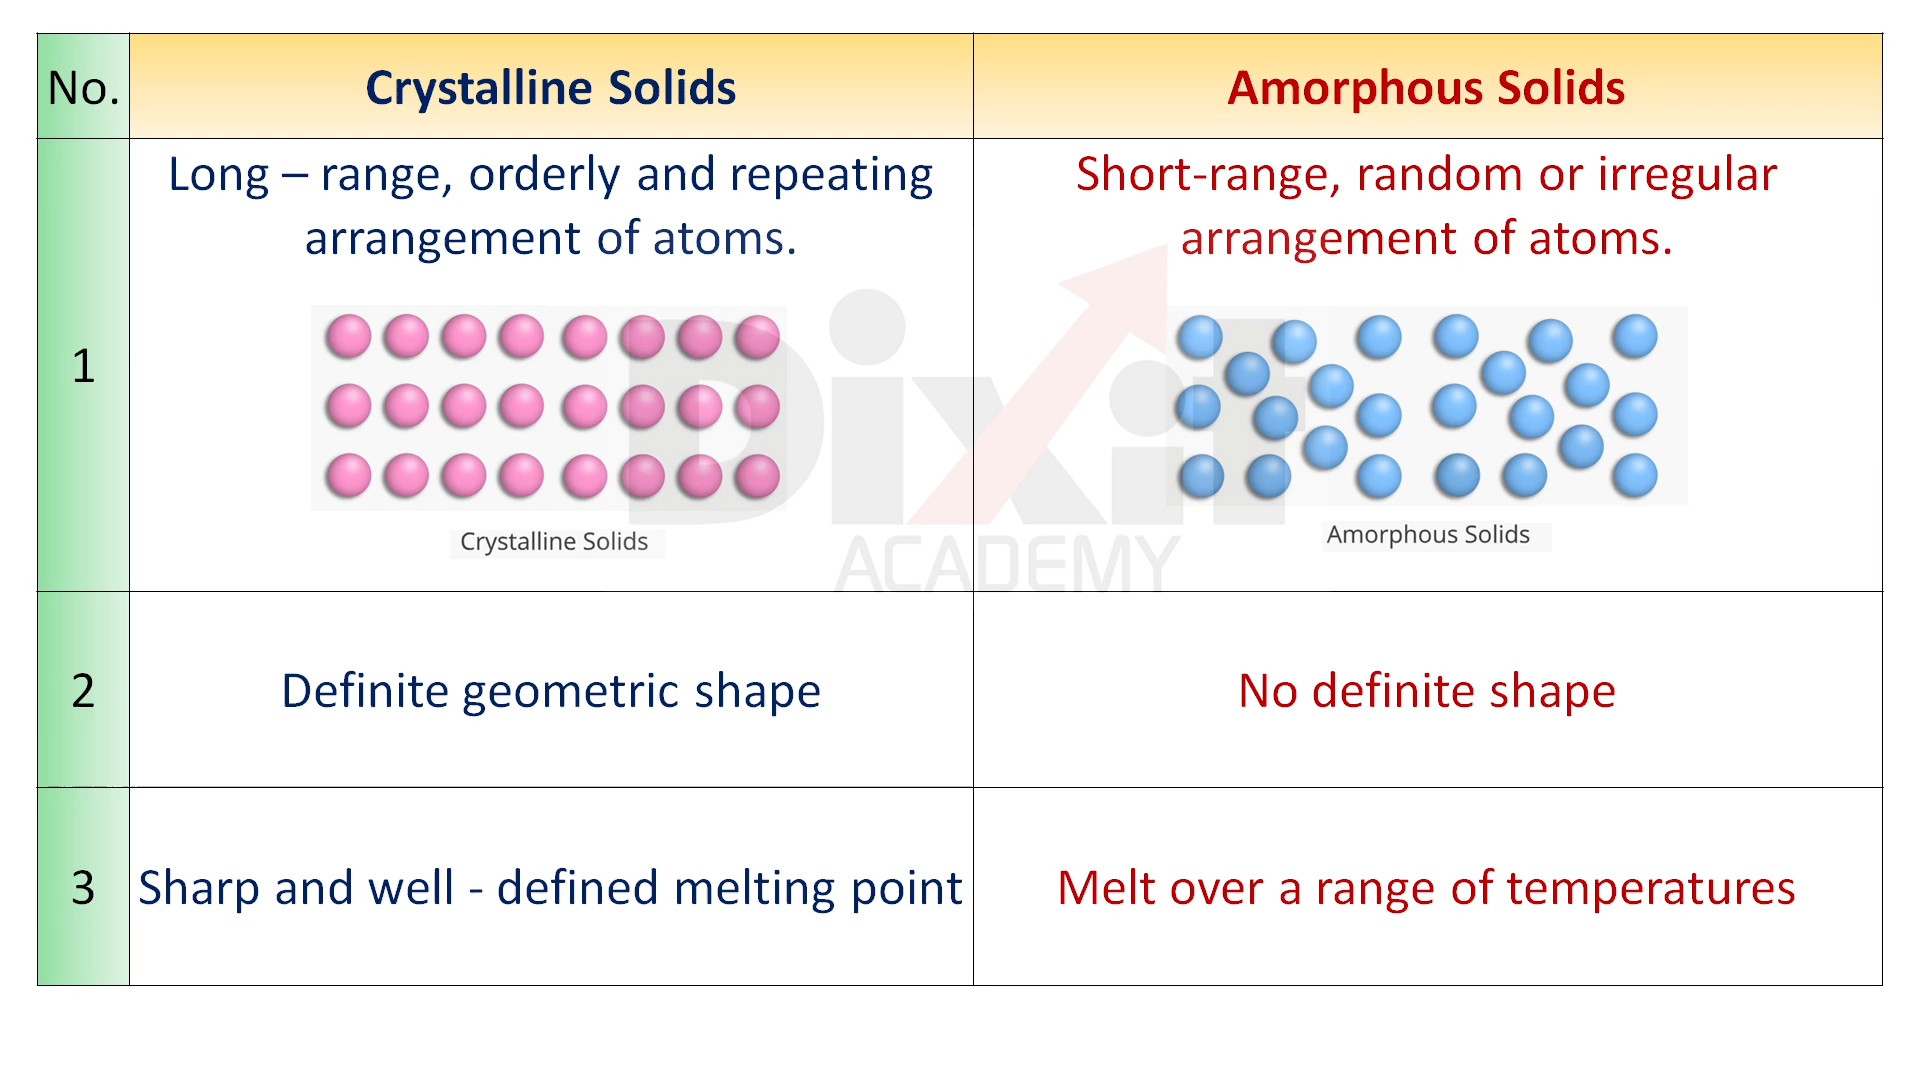 No.
Crystalline Solids
Amorphous Solids
1
Long – range, orderly and repeating
arrangement of atoms.
Crystalline Solids
Short-range, random or irregular
arrangement of atoms.
Amorphous Solids
Dixit
ACADEMY
2
Definite geometric shape
No definite shape
3
Sharp and well - defined melting point
Melt over a range of temperatures